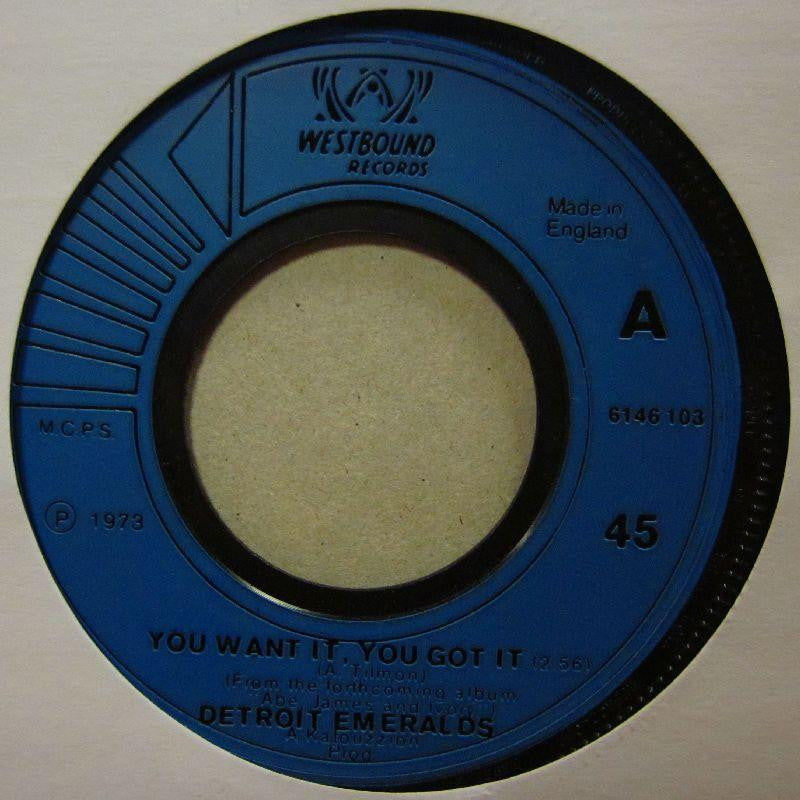 WESTBOUND
RECORDS
Made in
England
A
6146 103
M.C.P.S.
℗ 1973
45
YOU WANT IT, YOU GOT IT (2.56)
(A. Tilmon)
(From the forthcoming album
"Abe, James and Ivory")
DETROIT EMERALDS
A Kalouzzion
Prod